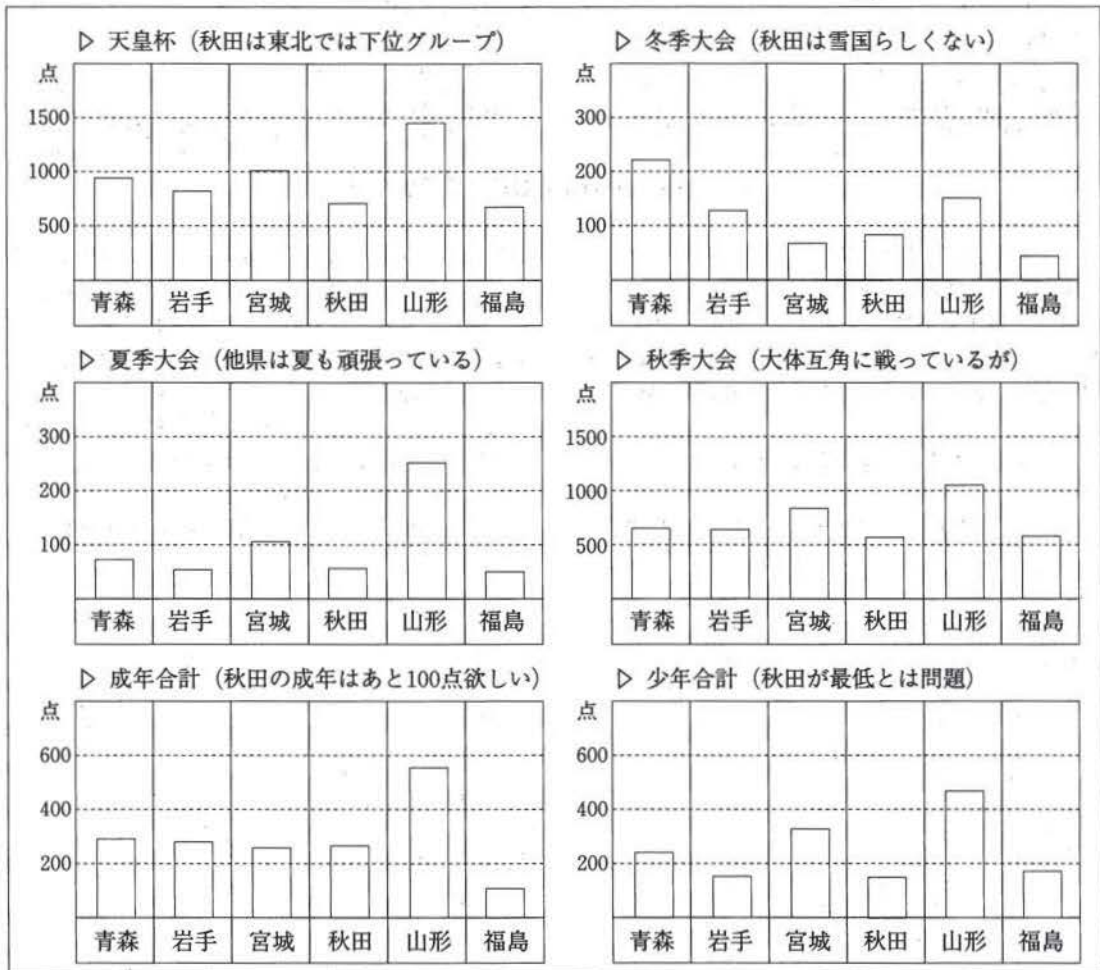 ▷ 天皇杯（秋田は東北では下位グループ）
点
1500
1000
500
青森 岩手 宮城 秋田 山形 福島
▷ 冬季大会（秋田は雪国らしくない）
点
300
200
100
青森 岩手 宮城 秋田 山形 福島
▷ 夏季大会（他県は夏も頑張っている）
点
300
200
100
青森 岩手 宮城 秋田 山形 福島
▷ 秋季大会（大体互角に戦っているが）
点
1500
1000
500
青森 岩手 宮城 秋田 山形 福島
▷ 成年合計（秋田の成年はあと100点欲しい）
点
600
400
200
青森 岩手 宮城 秋田 山形 福島
▷ 少年合計（秋田が最低とは問題）
点
600
400
200
青森 岩手 宮城 秋田 山形 福島